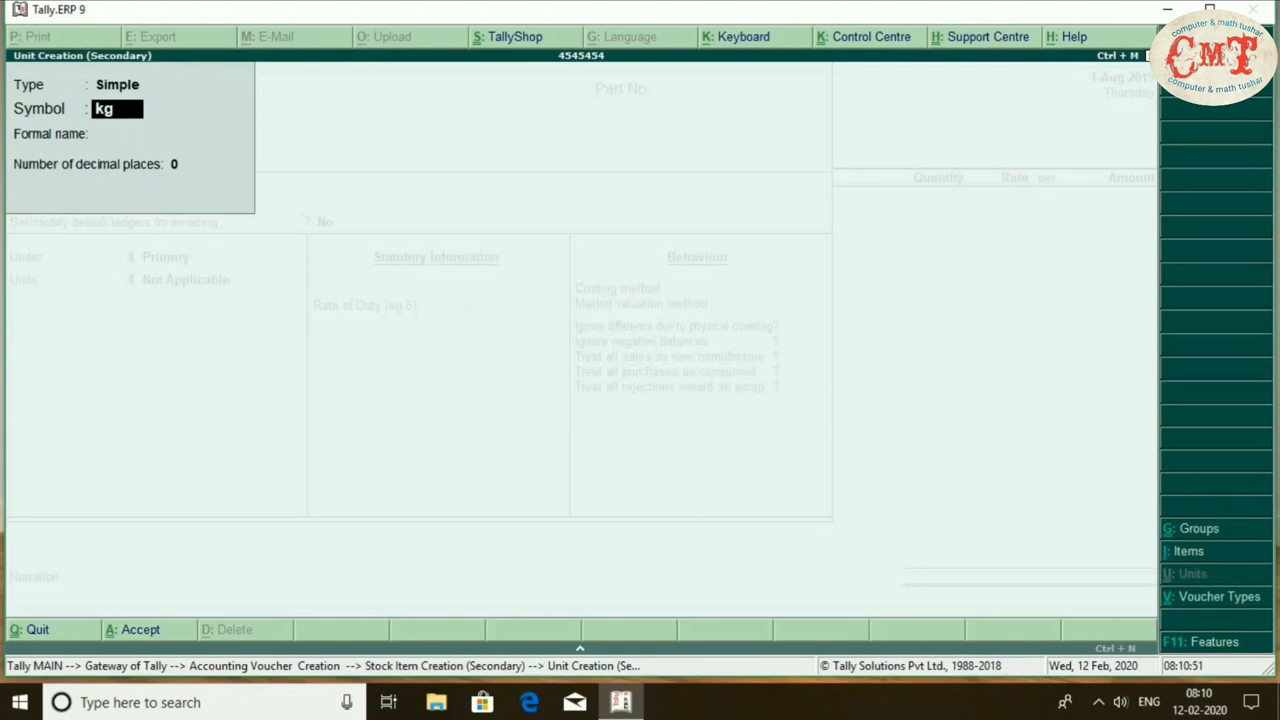 Tally.ERP 9
P: Print E: Export M: E-Mail O: Upload S: TallyShop G: Language K: Keyboard K: Control Centre H: Support Centre H: Help
Unit Creation (Secondary) 4545454 Ctrl + M
computer & math tushar
CMT
computer & math tushar
Type : Simple
Symbol : kg
Formal name:
Number of decimal places: 0
Part No:
1-Aug 2019
Thursday
Quantity Rate per Amount
Set/modify default ledgers for invoicing ? No
Under : Primary
Units : Not Applicable
Statutory Information
Rate of Duty (eg 5)
Behaviour
Costing method
Market valuation method
Ignore difference due to physical counting?
Ignore negative balances ?
Treat all sales as new manufacture ?
Treat all purchases as consumed ?
Treat all rejections inward as scrap ?
Narration:
G: Groups
I: Items
U: Units
V: Voucher Types
F11: Features
Q: Quit A: Accept D: Delete
Ctrl + N
Tally MAIN --> Gateway of Tally --> Accounting Voucher Creation --> Stock Item Creation (Secondary) --> Unit Creation (Se... © Tally Solutions Pvt Ltd., 1988-2018 Wed, 12 Feb, 2020 08:10:51
Type here to search ENG 08:10
12-02-2020